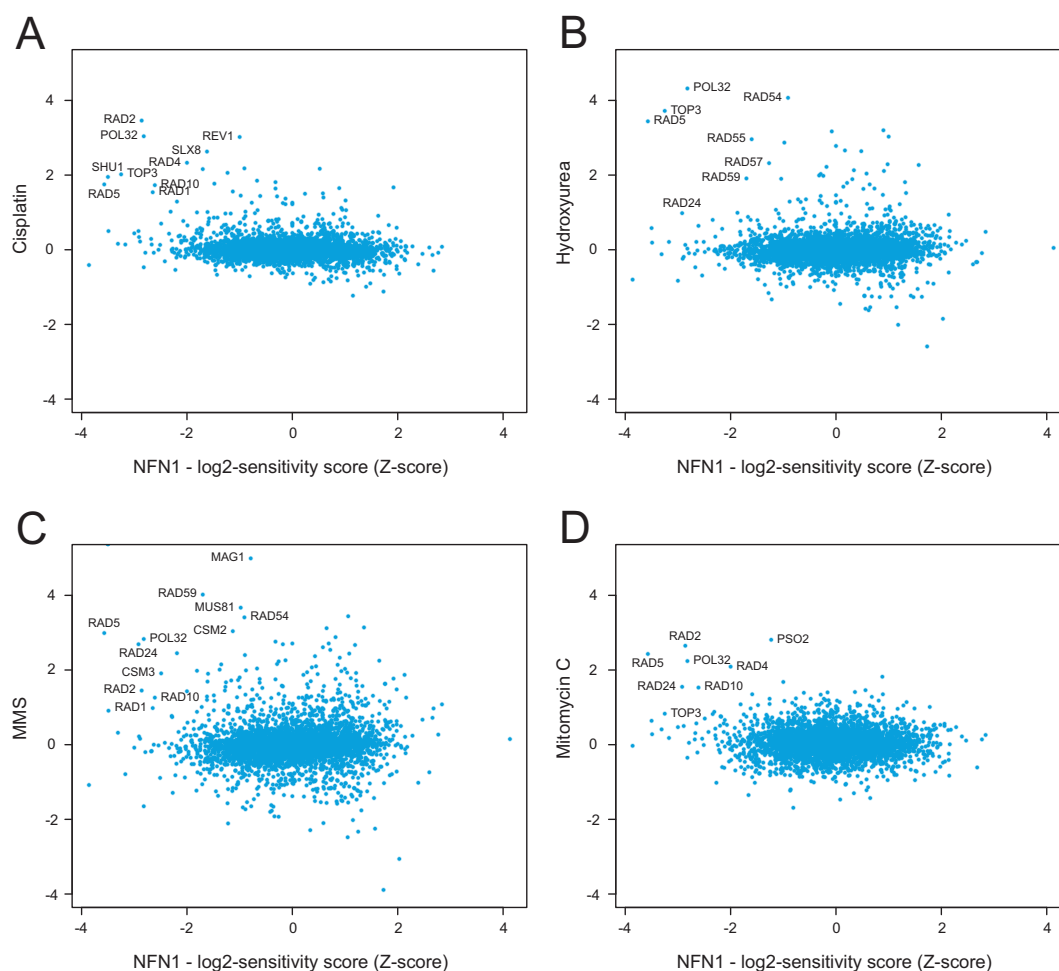 A
B
Cisplatin
4
2
0
-2
-4
RAD2
POL32
REV1
SLX8
RAD4
SHU1
TOP3
RAD10
RAD5
RAD1
-4
-2
0
2
4
NFN1 - log2-sensitivity score (Z-score)
Hydroxyurea
4
2
0
-2
-4
POL32
RAD54
TOP3
RAD5
RAD55
RAD57
RAD59
RAD24
-4
-2
0
2
4
NFN1 - log2-sensitivity score (Z-score)
C
D
MMS
4
2
0
-2
-4
MAG1
RAD59
MUS81
RAD54
RAD5
CSM2
POL32
RAD24
CSM3
RAD2
RAD10
RAD1
-4
-2
0
2
4
NFN1 - log2-sensitivity score (Z-score)
Mitomycin C
4
2
0
-2
-4
RAD2
PSO2
RAD5
POL32
RAD4
RAD24
RAD10
TOP3
-4
-2
0
2
4
NFN1 - log2-sensitivity score (Z-score)